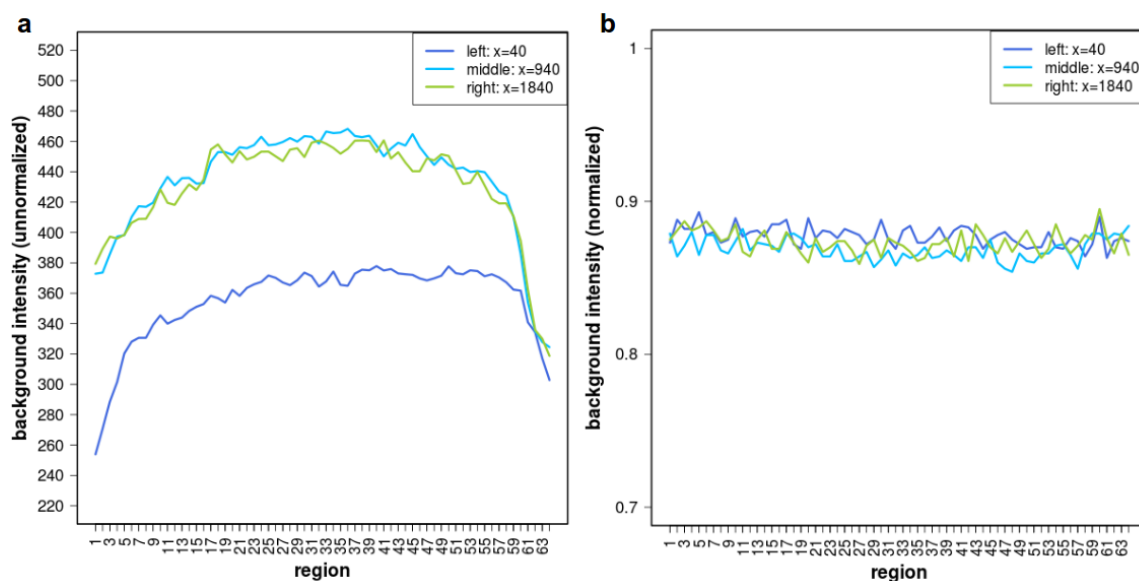 a
background intensity (unnormalized)
520
500
480
460
440
420
400
380
360
340
320
300
280
260
240
220
left: x=40
middle: x=940
right: x=1840
1 3 5 7 9 11 13 15 17 19 21 23 25 27 29 31 33 35 37 39 41 43 45 47 49 51 53 55 57 59 61 63
region
b
background intensity (normalized)
1
0.9
0.8
0.7
left: x=40
middle: x=940
right: x=1840
1 3 5 7 9 11 13 15 17 19 21 23 25 27 29 31 33 35 37 39 41 43 45 47 49 51 53 55 57 59 61 63
region